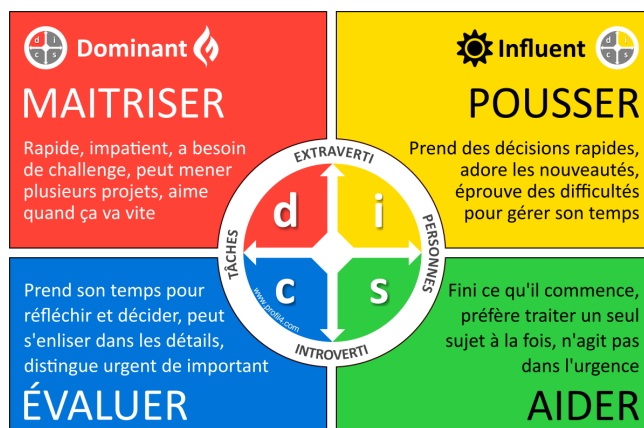 Dominant
MAITRISER
Rapide, impatient, a besoin
de challenge, peut mener
plusieurs projets, aime
quand ça va vite
Influent
POUSSER
Prend des décisions rapides,
adore les nouveautés,
éprouve des difficultés
pour gérer son temps
EXTRAVERTI
TÂCHES
PERSONNES
INTROVERTI
d
i
c
s
www.profil4.com
Prend son temps pour
réfléchir et décider, peut
s'enliser dans les détails,
distingue urgent de important
ÉVALUER
Fini ce qu'il commence,
préfère traiter un seul
sujet à la fois, n'agit pas
dans l'urgence
AIDER
d
i
c
s
d
i
c
s